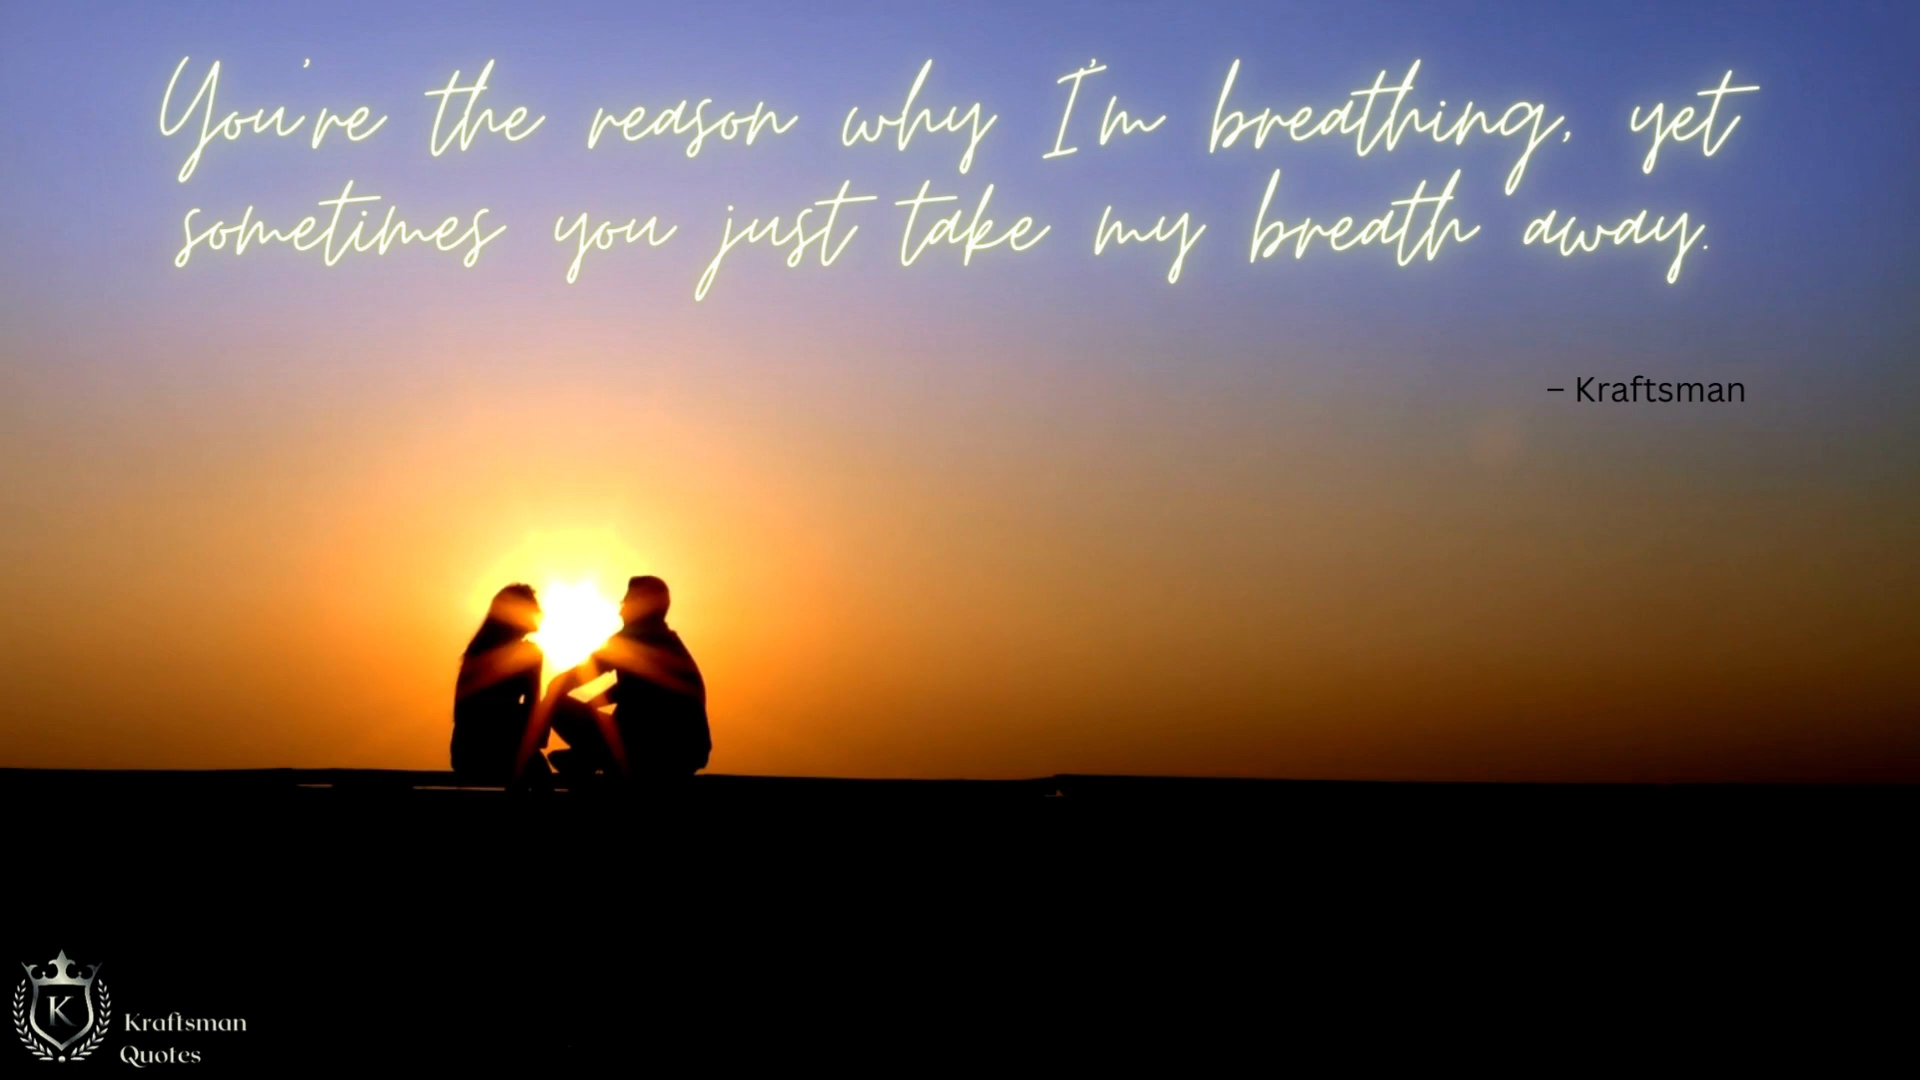 You're the reason why I'm breathing, yet
sometimes you just take my breath away.
– Kraftsman
K
Kraftsman
Quotes